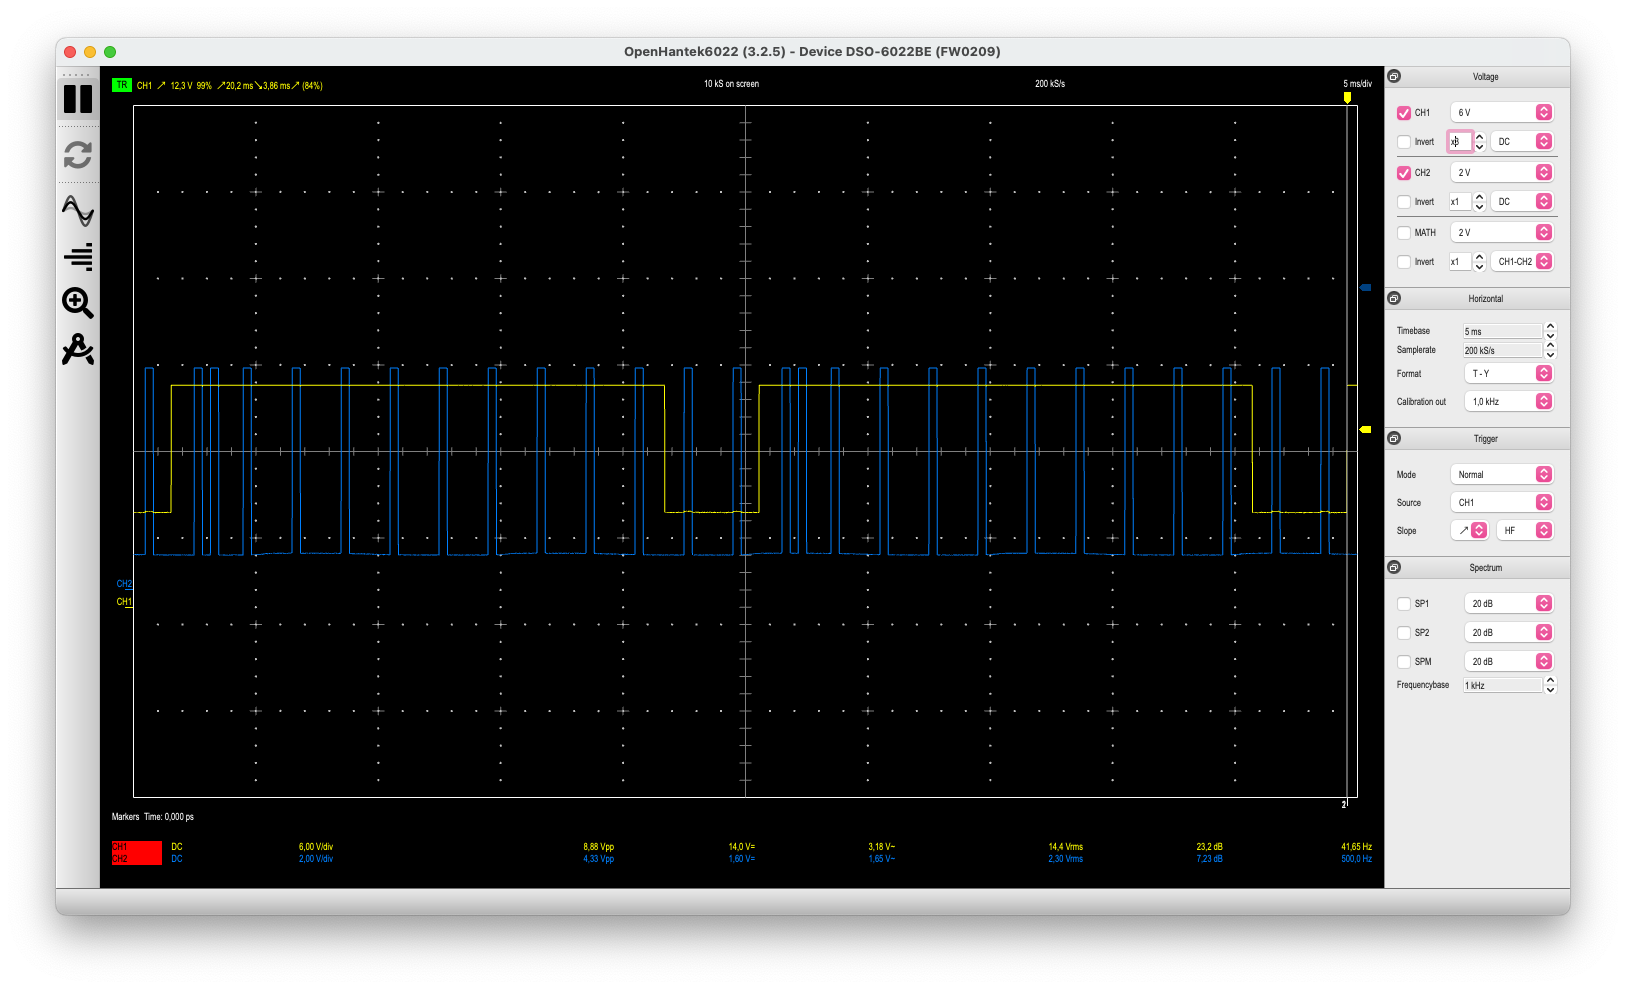 OpenHantek6022 (3.2.5) - Device DSO-6022BE (FW0209)
TR CH1 ↗ 12,3 V 99% ↗20,2 ms↘3,86 ms↗ (84%)
10 kS on screen
200 kS/s
5 ms/div
CH2
CH1
2
Markers Time: 0,000 ps
CH1 DC 6,00 V/div 8,88 Vpp 14,0 V= 3,18 V~ 14,4 Vrms 23,2 dB 41,65 Hz
CH2 DC 2,00 V/div 4,33 Vpp 1,60 V= 1,65 V~ 2,30 Vrms 7,23 dB 500,0 Hz
Voltage
CH1 6 V
Invert x3 DC
CH2 2 V
Invert x1 DC
MATH 2 V
Invert x1 CH1-CH2
Horizontal
Timebase 5 ms
Samplerate 200 kS/s
Format T - Y
Calibration out 1,0 kHz
Trigger
Mode Normal
Source CH1
Slope ↗ HF
Spectrum
SP1 20 dB
SP2 20 dB
SPM 20 dB
Frequencybase 1 kHz